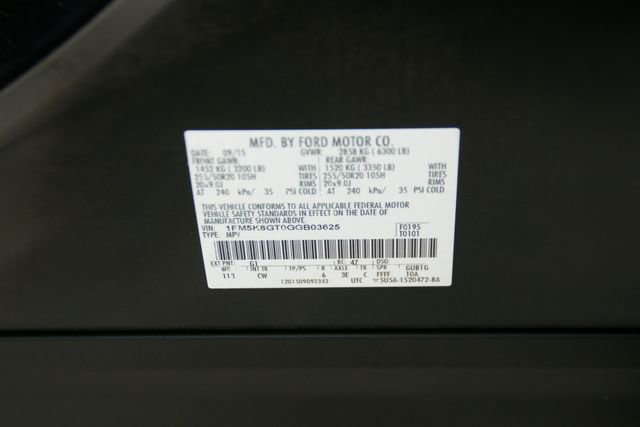 MFD. BY FORD MOTOR CO.
DATE: 09/15 GVWR: 2858 KG ( 6300 LB)
FRONT GAWR: REAR GAWR:
1452 KG ( 3200 LB) 1520 KG ( 3350 LB)
255/50R20 105H TIRES 255/50R20 105H TIRES
20x9.0J RIMS 20x9.0J RIMS
AT 240 kPa/ 35 PSI COLD AT 240 kPa/ 35 PSI COLD
THIS VEHICLE CONFORMS TO ALL APPLICABLE FEDERAL MOTOR
VEHICLE SAFETY STANDARDS IN EFFECT ON THE DATE OF
MANUFACTURE SHOWN ABOVE.
VIN: 1FM5K8GT0GGB03625 F0195
TYPE: MPV T0101
EXT PNT: G1 RC: 47 DSO:
WB INT TR TP/PS R AXLE TR SPR GUB1G
113 CW 6 3E C FFFF 10A
1201509092343 UTC 5USA-1520472-BA